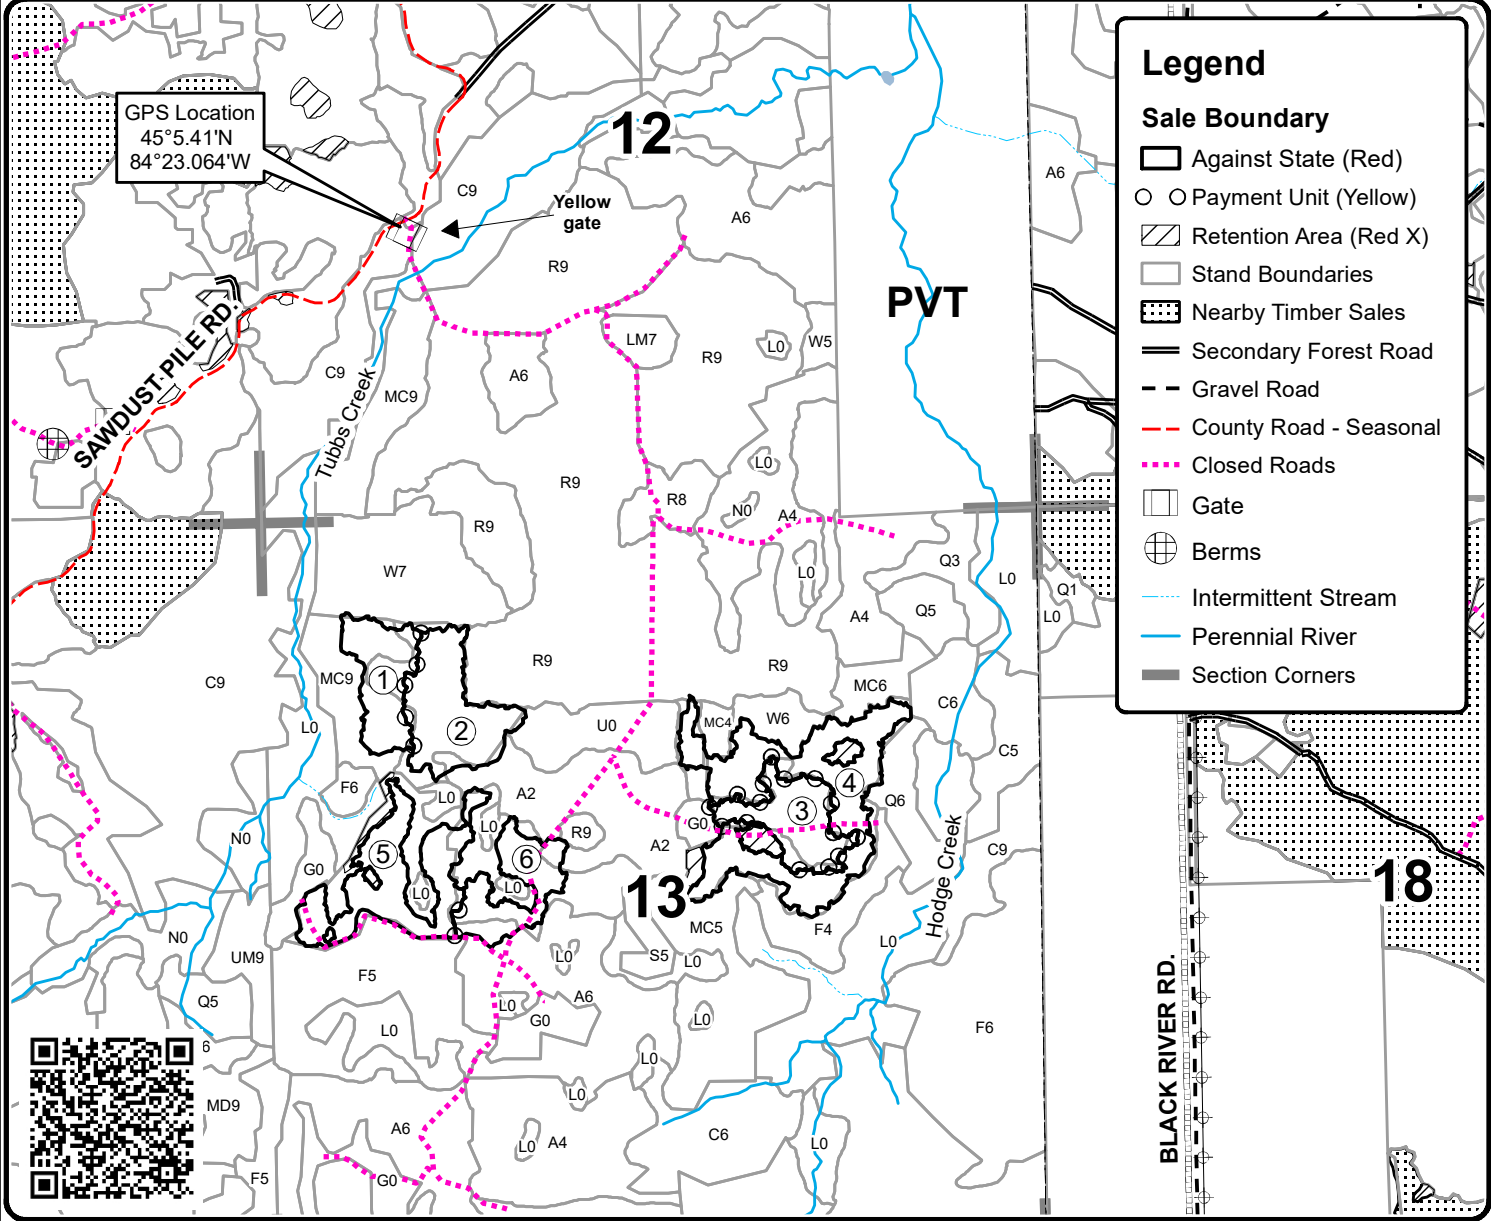 GPS Location
45°5.41'N
84°23.064'W
12
C9
Yellow
gate
A6
A6
R9
PVT
SAWDUST PILE RD.
LM7
R9
L0
W5
C9
A6
MC9
Tubbs Creek
L0
R9
R8
N0
A4
R9
W7
L0
Q3
L0
Q1
L0
A4
Q5
R9
R9
C9
MC9
1
2
MC6
C6
L0
U0
MC4
W6
C5
F6
L0
A2
4
Q6
3
N0
L0
R9
G0
A2
C9
5
6
G0
L0
L0
13
18
Hodge Creek
MC5
F4
L0
N0
UM9
L0
S5
L0
F5
Q5
L0
A6
G0
L0
L0
F6
6
L0
MD9
L0
A6
L0
A4
C6
L0
F5
G0
BLACK RIVER RD.
Legend
Sale Boundary
Against State (Red)
Payment Unit (Yellow)
Retention Area (Red X)
Stand Boundaries
Nearby Timber Sales
Secondary Forest Road
Gravel Road
County Road - Seasonal
Closed Roads
Gate
Berms
Intermittent Stream
Perennial River
Section Corners